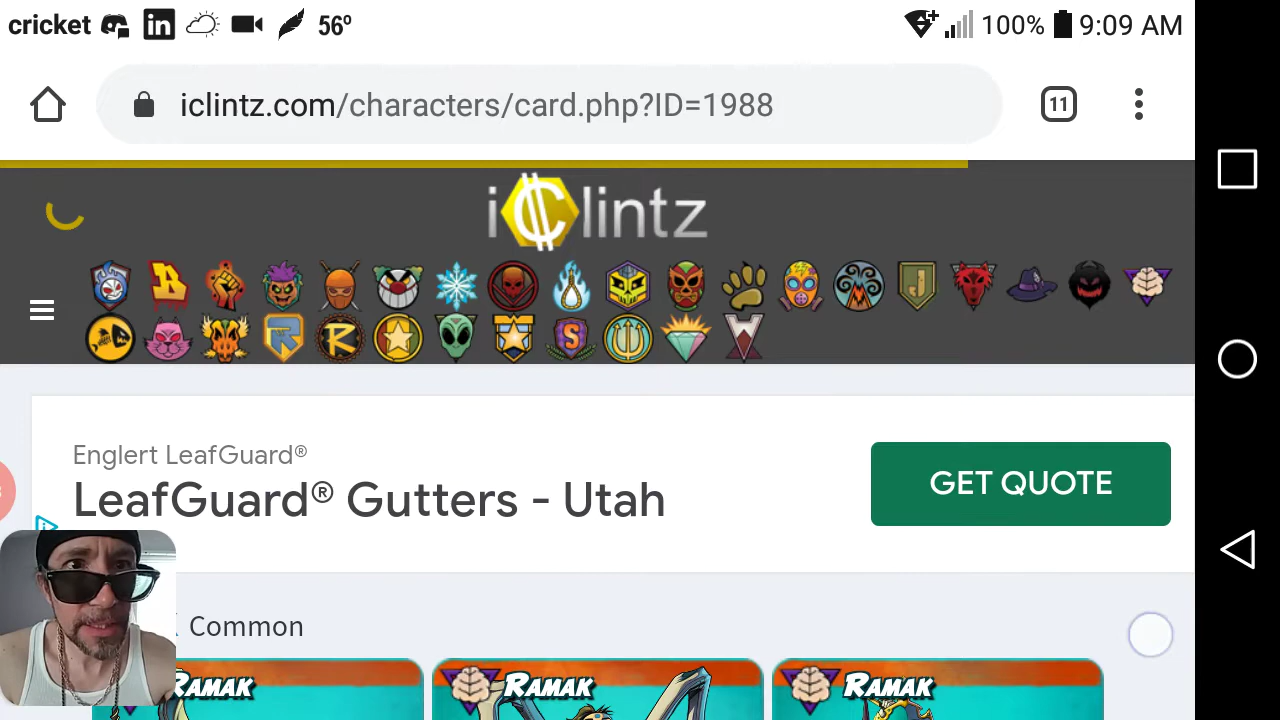 cricket 56º 100% 9:09 AM
iclintz.com/characters/card.php?ID=1988 11
iClintz
Englert LeafGuard®
LeafGuard® Gutters - Utah
GET QUOTE
Common
RAMAK RAMAK RAMAK